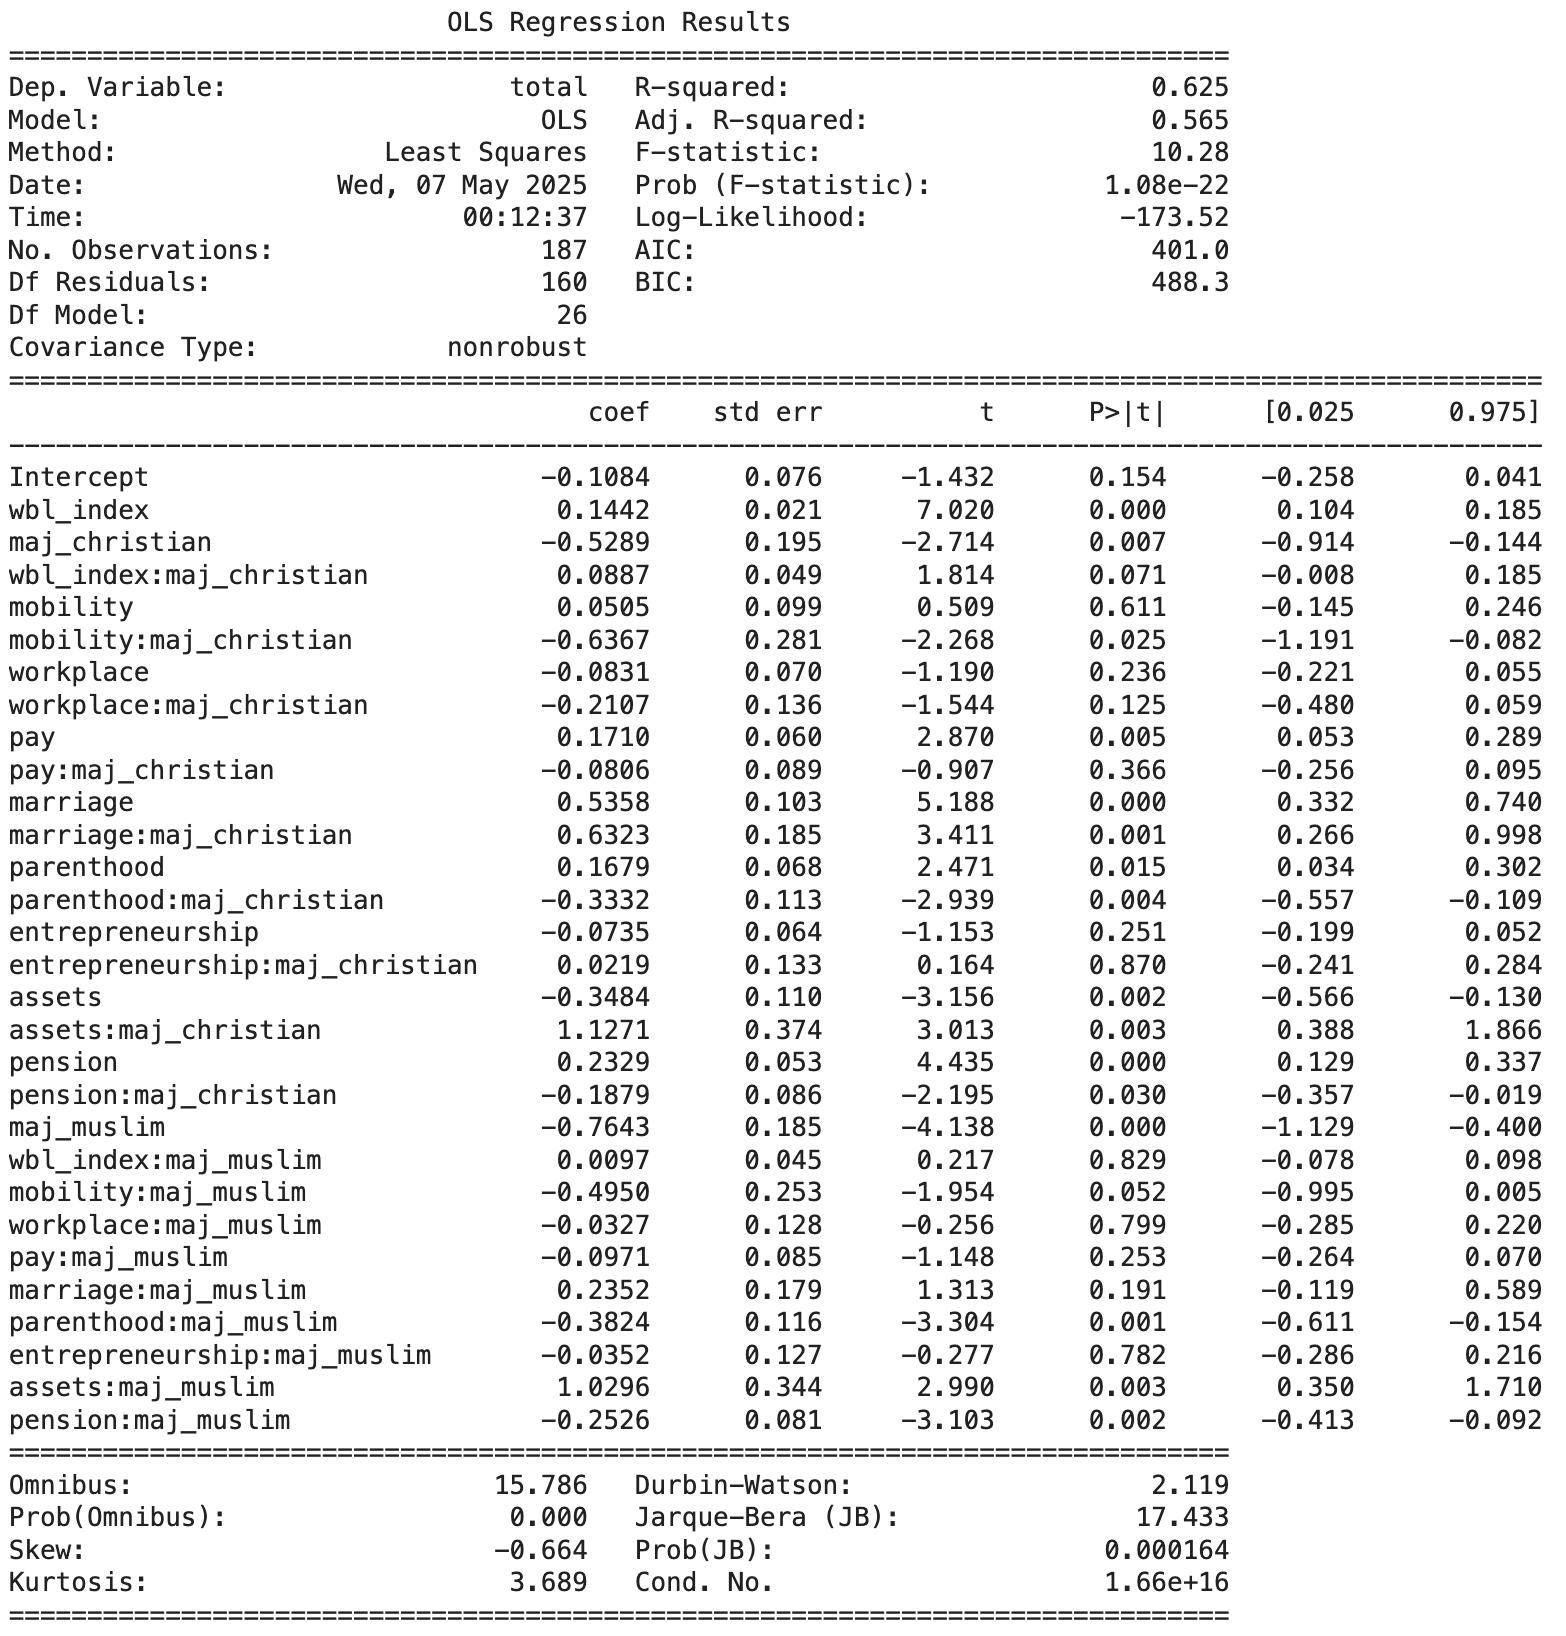 OLS Regression Results
==============================================================================
Dep. Variable:                  total   R-squared:                       0.625
Model:                            OLS   Adj. R-squared:                  0.565
Method:                 Least Squares   F-statistic:                     10.28
Date:                Wed, 07 May 2025   Prob (F-statistic):           1.08e-22
Time:                        00:12:37   Log-Likelihood:                -173.52
No. Observations:                 187   AIC:                             401.0
Df Residuals:                     160   BIC:                             488.3
Df Model:                          26
Covariance Type:            nonrobust
==================================================================================================
coef    std err          t      P>|t|      [0.025      0.975]
--------------------------------------------------------------------------------------------------
Intercept                         -0.1084      0.076     -1.432      0.154      -0.258       0.041
wbl_index                          0.1442      0.021      7.020      0.000       0.104       0.185
maj_christian                     -0.5289      0.195     -2.714      0.007      -0.914      -0.144
wbl_index:maj_christian            0.0887      0.049      1.814      0.071      -0.008       0.185
mobility                           0.0505      0.099      0.509      0.611      -0.145       0.246
mobility:maj_christian            -0.6367      0.281     -2.268      0.025      -1.191      -0.082
workplace                         -0.0831      0.070     -1.190      0.236      -0.221       0.055
workplace:maj_christian           -0.2107      0.136     -1.544      0.125      -0.480       0.059
pay                                0.1710      0.060      2.870      0.005       0.053       0.289
pay:maj_christian                 -0.0806      0.089     -0.907      0.366      -0.256       0.095
marriage                           0.5358      0.103      5.188      0.000       0.332       0.740
marriage:maj_christian             0.6323      0.185      3.411      0.001       0.266       0.998
parenthood                         0.1679      0.068      2.471      0.015       0.034       0.302
parenthood:maj_christian          -0.3332      0.113     -2.939      0.004      -0.557      -0.109
entrepreneurship                  -0.0735      0.064     -1.153      0.251      -0.199       0.052
entrepreneurship:maj_christian     0.0219      0.133      0.164      0.870      -0.241       0.284
assets                            -0.3484      0.110     -3.156      0.002      -0.566      -0.130
assets:maj_christian               1.1271      0.374      3.013      0.003       0.388       1.866
pension                            0.2329      0.053      4.435      0.000       0.129       0.337
pension:maj_christian             -0.1879      0.086     -2.195      0.030      -0.357      -0.019
maj_muslim                        -0.7643      0.185     -4.138      0.000      -1.129      -0.400
wbl_index:maj_muslim               0.0097      0.045      0.217      0.829      -0.078       0.098
mobility:maj_muslim               -0.4950      0.253     -1.954      0.052      -0.995       0.005
workplace:maj_muslim              -0.0327      0.128     -0.256      0.799      -0.285       0.220
pay:maj_muslim                    -0.0971      0.085     -1.148      0.253      -0.264       0.070
marriage:maj_muslim                0.2352      0.179      1.313      0.191      -0.119       0.589
parenthood:maj_muslim             -0.3824      0.116     -3.304      0.001      -0.611      -0.154
entrepreneurship:maj_muslim       -0.0352      0.127     -0.277      0.782      -0.286       0.216
assets:maj_muslim                  1.0296      0.344      2.990      0.003       0.350       1.710
pension:maj_muslim                -0.2526      0.081     -3.103      0.002      -0.413      -0.092
==============================================================================
Omnibus:                       15.786   Durbin-Watson:                   2.119
Prob(Omnibus):                  0.000   Jarque-Bera (JB):               17.433
Skew:                          -0.664   Prob(JB):                     0.000164
Kurtosis:                       3.689   Cond. No.                     1.66e+16
==============================================================================